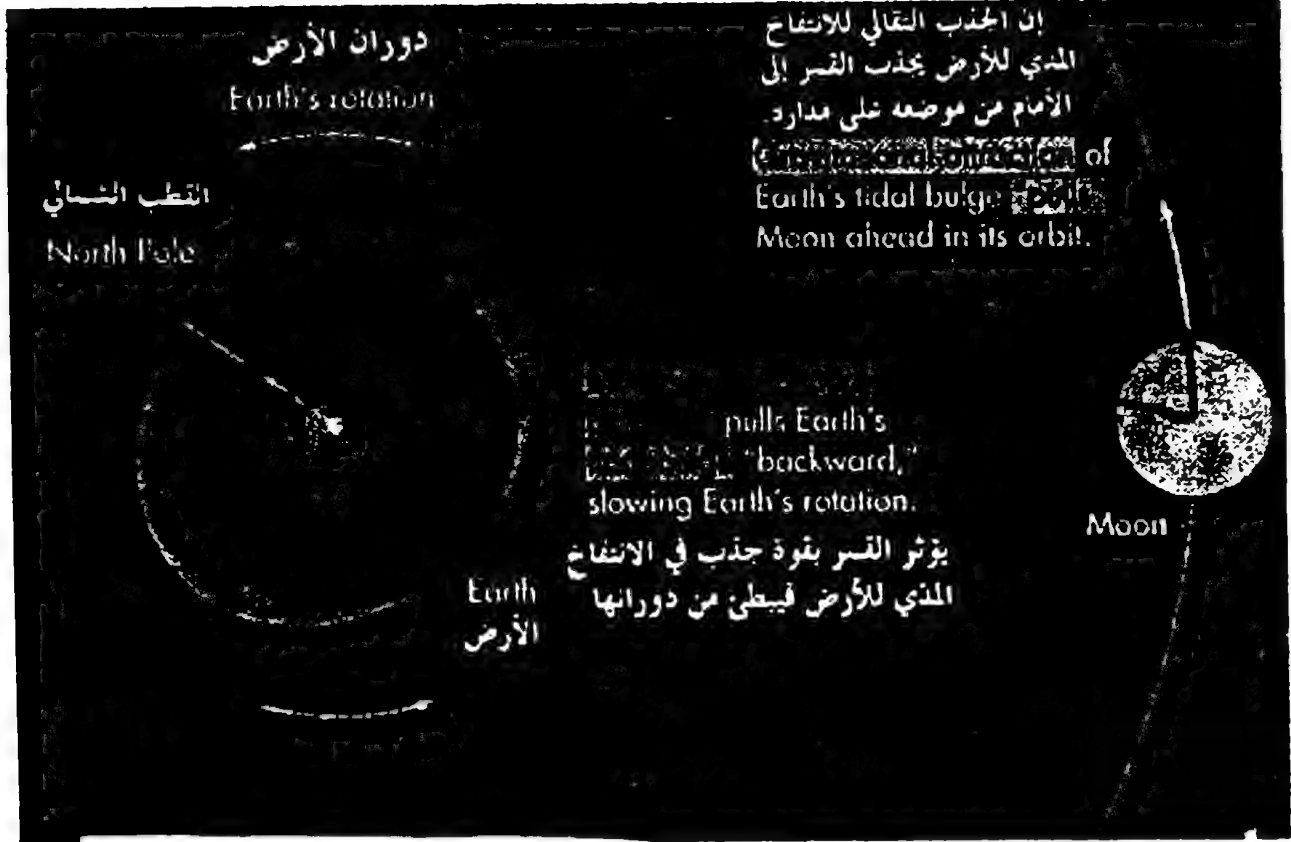 دوران الأرض
Earth's rotation
القطب الشمالي
North Pole
إن الجذب الثقالي للانتفاخ
المدي للأرض يجذب القمر إلى
الأمام من موضعه على مداره.
of
Earth's tidal bulge
Moon ahead in its orbit.
pulls Earth's
"backward,"
slowing Earth's rotation.
يؤثر القمر بقوة جذب في الانتفاخ
المدي للأرض فيبطئ من دورانها
Moon
Earth
الأرض